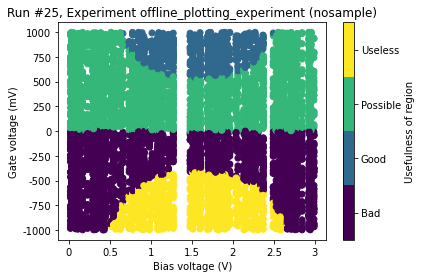 Run #25, Experiment offline_plotting_experiment (nosample)
1000
750
500
250
0
-250
-500
-750
-1000
Gate voltage (mV)
0
0.5
1
1.5
2
2.5
3
Bias voltage (V)
Useless
Possible
Good
Bad
Usefulness of region